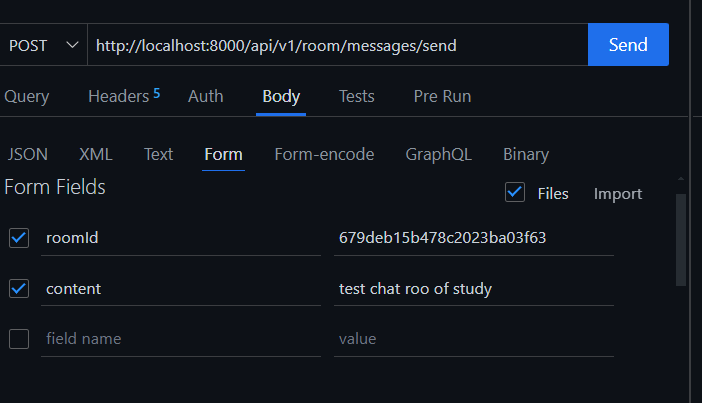 POST http://localhost:8000/api/v1/room/messages/send Send
Query Headers 5 Auth Body Tests Pre Run
JSON XML Text Form Form-encode GraphQL Binary
Form Fields Files Import
roomId 679deb15b478c2023ba03f63
content test chat roo of study
field name value